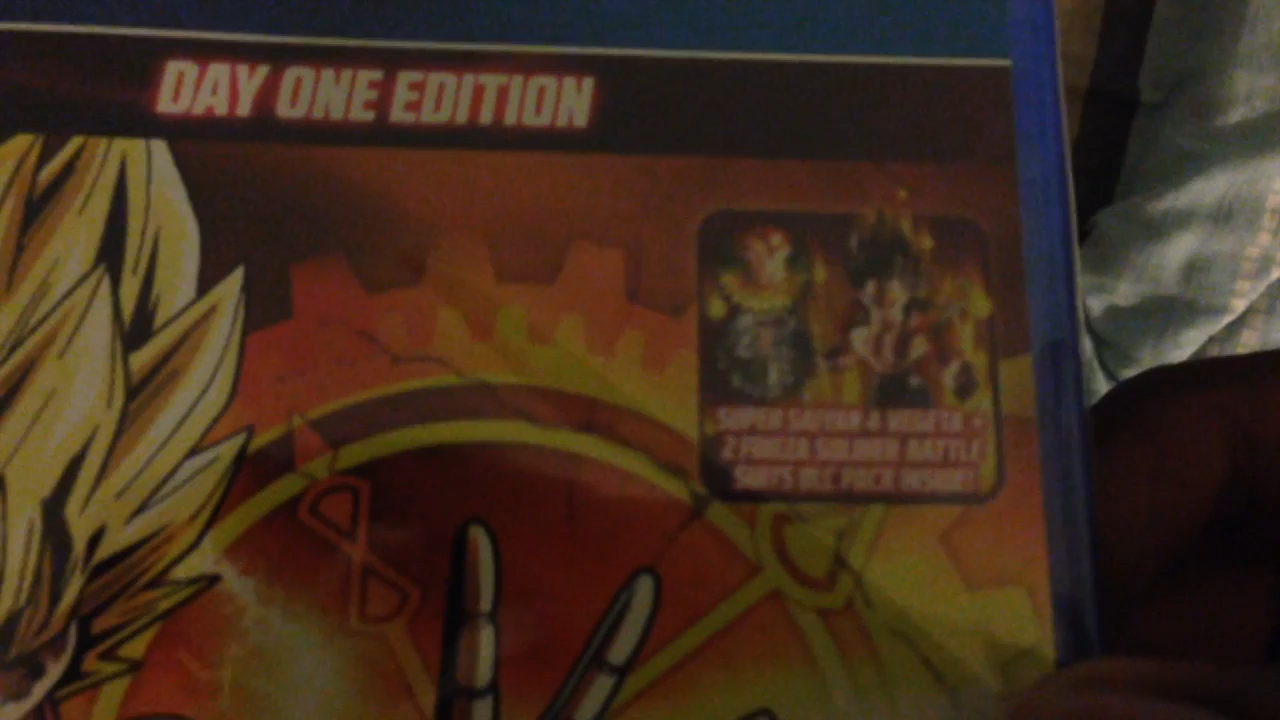 DAY ONE EDITION
SUPER SAIYAN 4 VEGETA +
2 FRIEZA SOLDIER BATTLE
SUITS DLC PACK INSIDE!